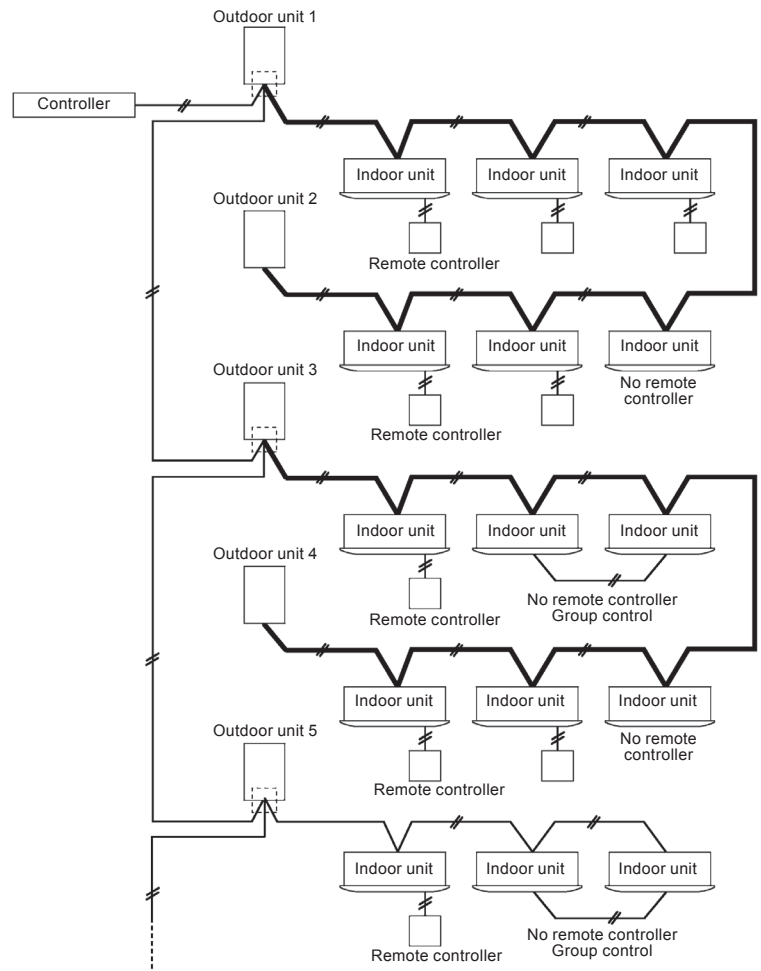 Outdoor unit 1
Controller
Indoor unit
Indoor unit
Indoor unit
Outdoor unit 2
Remote controller
Indoor unit
Indoor unit
Indoor unit
Outdoor unit 3
No remote
controller
Remote controller
Indoor unit
Indoor unit
Indoor unit
Outdoor unit 4
No remote controller
Group control
Remote controller
Indoor unit
Indoor unit
Indoor unit
Outdoor unit 5
No remote
controller
Remote controller
Indoor unit
Indoor unit
Indoor unit
No remote controller
Group control
Remote controller